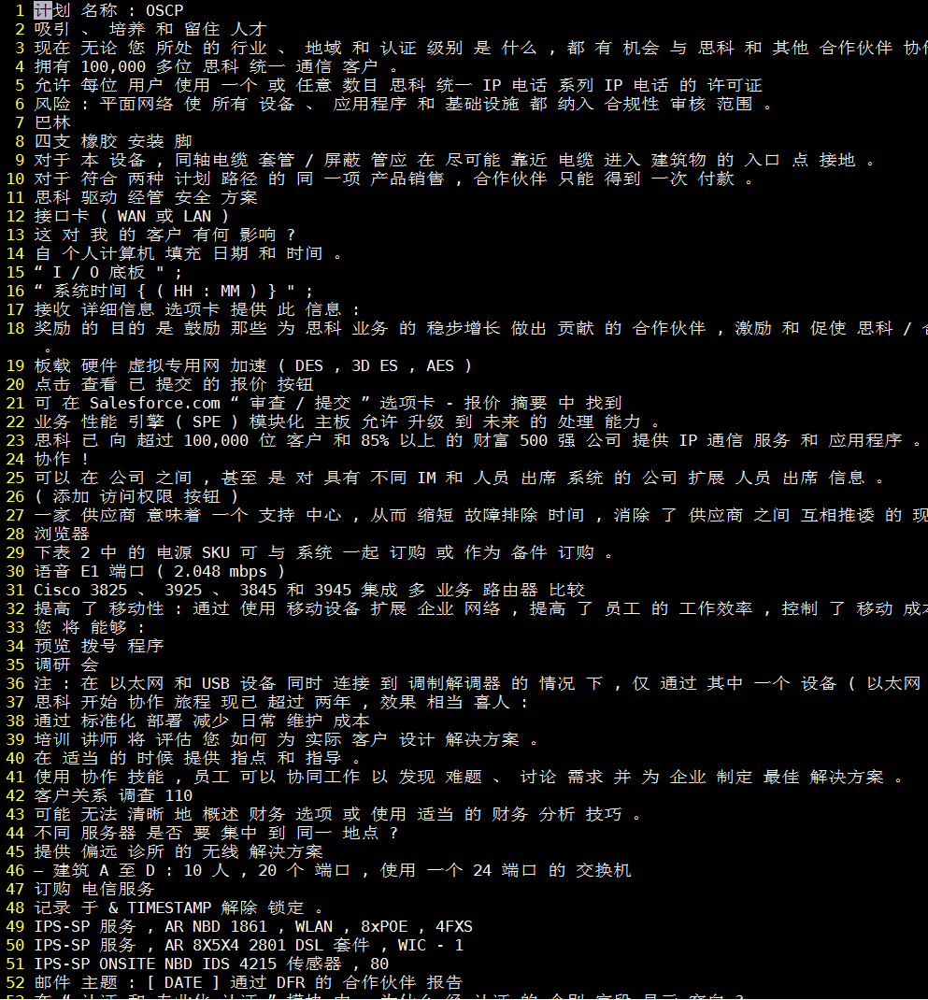 1 计划 名称 : OSCP
2 吸引 、 培养 和 留住 人才
3 现在 无论 您 所处 的 行业 、 地域 和 认证 级别 是 什么 , 都 有 机会 与 思科 和 其他 合作伙伴 协
4 拥有 100,000 多位 思科 统一 通信 客户 。
5 允许 每位 用户 使用 一个 或 任意 数目 思科 统一 IP 电话 系列 IP 电话 的 许可证
6 风险 : 平面网络 使 所有 设备 、 应用程序 和 基础设施 都 纳入 合规性 审核 范围 。
7 巴林
8 四支 橡胶 安装 脚
9 对于 本 设备 , 同轴电缆 套管 / 屏蔽 管应 在 尽可能 靠近 电缆 进入 建筑物 的 入口 点 接地 。
10 对于 符合 两种 计划 路径 的 同 一项 产品销售 , 合作伙伴 只能 得到 一次 付款 。
11 思科 驱动 经管 安全 方案
12 接口卡 ( WAN 或 LAN )
13 这 对 我 的 客户 有何 影响 ?
14 自 个人计算机 填充 日期 和 时间 。
15 “ I / O 底板 " ;
16 “ 系统时间 { ( HH : MM ) } " ;
17 接收 详细信息 选项卡 提供 此 信息 :
18 奖励 的 目的 是 鼓励 那些 为 思科 业务 的 稳步增长 做出 贡献 的 合作伙伴 , 激励 和 促使 思科 /
。
19 板载 硬件 虚拟专用网 加速 ( DES , 3D ES , AES )
20 点击 查看 已 提交 的 报价 按钮
21 可 在 Salesforce.com “ 审查 / 提交 ” 选项卡 - 报价 摘要 中 找到
22 业务 性能 引擎 ( SPE ) 模块化 主板 允许 升级 到 未来 的 处理 能力 。
23 思科 已 向 超过 100,000 位 客户 和 85% 以上 的 财富 500 强 公司 提供 IP 通信 服务 和 应用程序 。
24 协作 !
25 可以 在 公司 之间 , 甚至 是 对 具有 不同 IM 和 人员 出席 系统 的 公司 扩展 人员 出席 信息 。
26 ( 添加 访问权限 按钮 )
27 一家 供应商 意味着 一个 支持 中心 , 从而 缩短 故障排除 时间 , 消除 了 供应商 之间 互相推诿 的 现
28 浏览器
29 下表 2 中 的 电源 SKU 可 与 系统 一起 订购 或 作为 备件 订购 。
30 语音 E1 端口 ( 2.048 mbps )
31 Cisco 3825 、 3925 、 3845 和 3945 集成 多 业务 路由器 比较
32 提高 了 移动性 : 通过 使用 移动设备 扩展 企业 网络 , 提高 了 员工 的 工作效率 , 控制 了 移动 成本
33 您 将 能够 :
34 预览 拨号 程序
35 调研 会
36 注 : 在 以太网 和 USB 设备 同时 连接 到 调制解调器 的 情况 下 , 仅 通过 其中 一个 设备 ( 以太网
37 思科 开始 协作 旅程 现已 超过 两年 , 效果 相当 喜人 :
38 通过 标准化 部署 减少 日常 维护 成本
39 培训 讲师 将 评估 您 如何 为 实际 客户 设计 解决方案 。
40 在 适当 的 时候 提供 指点 和 指导 。
41 使用 协作 技能 , 员工 可以 协同工作 以 发现 难题 、 讨论 需求 并 为 企业 制定 最佳 解决方案 。
42 客户关系 调查 110
43 可能 无法 清晰 地 概述 财务 选项 或 使用 适当 的 财务 分析 技巧 。
44 不同 服务器 是否 要 集中 到 同一 地点 ?
45 提供 偏远 诊所 的 无线 解决方案
46 – 建筑 A 至 D : 10 人 , 20 个 端口 , 使用 一个 24 端口 的 交换机
47 订购 电信服务
48 记录 于 & TIMESTAMP 解除 锁定 。
49 IPS-SP 服务 , AR NBD 1861 , WLAN , 8xPOE , 4FXS
50 IPS-SP 服务 , AR 8X5X4 2801 DSL 套件 , WIC - 1
51 IPS-SP ONSITE NBD IDS 4215 传感器 , 80
52 邮件 主题 : [ DATE ] 通过 DFR 的 合作伙伴 报告